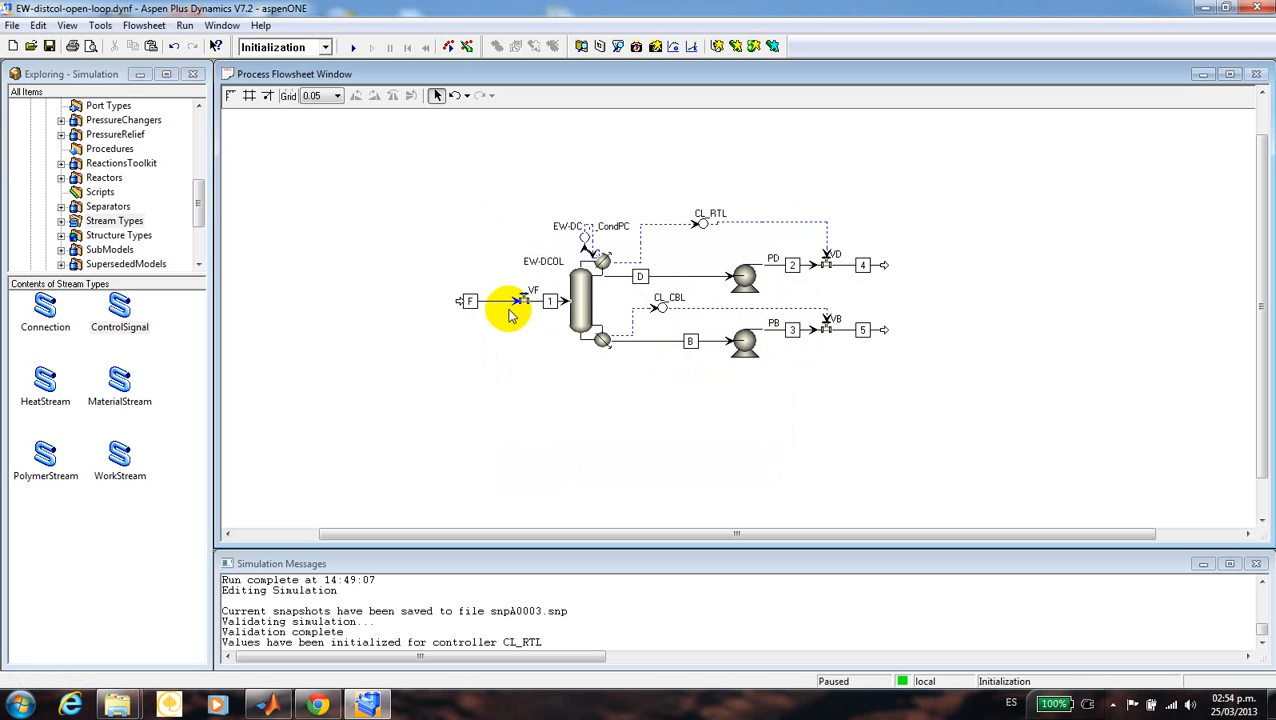 EW-distcol-open-loop.dynf - Aspen Plus Dynamics V7.2 - aspenONE
File Edit View Tools Flowsheet Run Window Help
Initialization
Exploring - Simulation
All Items
Port Types
PressureChangers
PressureRelief
Procedures
ReactionsToolkit
Reactors
Scripts
Separators
Stream Types
Structure Types
SubModels
SupersededModels
Contents of Stream Types
Connection
ControlSignal
HeatStream
MaterialStream
PolymerStream
WorkStream
Process Flowsheet Window
Grid 0.05
CL_RTL
EW-DC _CondPC
EW-DCOL
PD
VD
D
2
4
VF
F
1
CL_CBL
PB
VB
3
5
B
Simulation Messages
Run complete at 14:49:07
Editing Simulation
Current snapshots have been saved to file snpA0003.snp
Validating simulation...
Validation complete
Values have been initialized for controller CL_RTL
Paused
local
Initialization
ES
100%
02:54 p.m.
25/03/2013